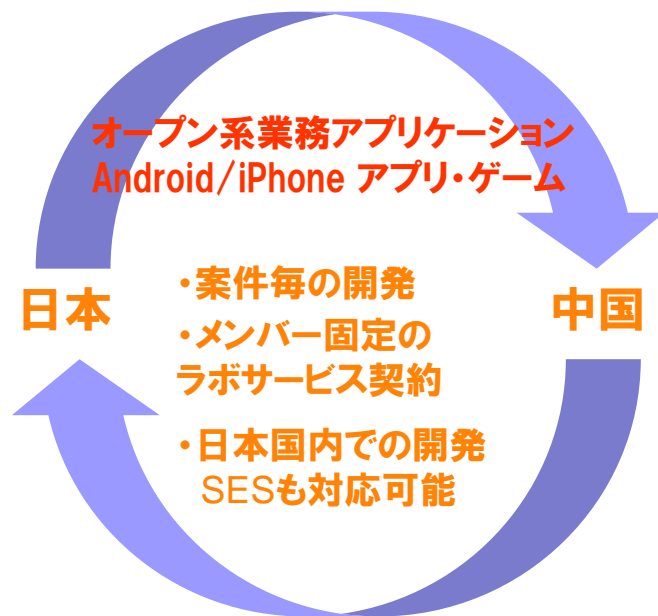 オープン系業務アプリケーション
Android/iPhone アプリ・ゲーム
日本
・案件毎の開発
・メンバー固定の
ラボサービス契約
・日本国内での開発
SESも対応可能
中国